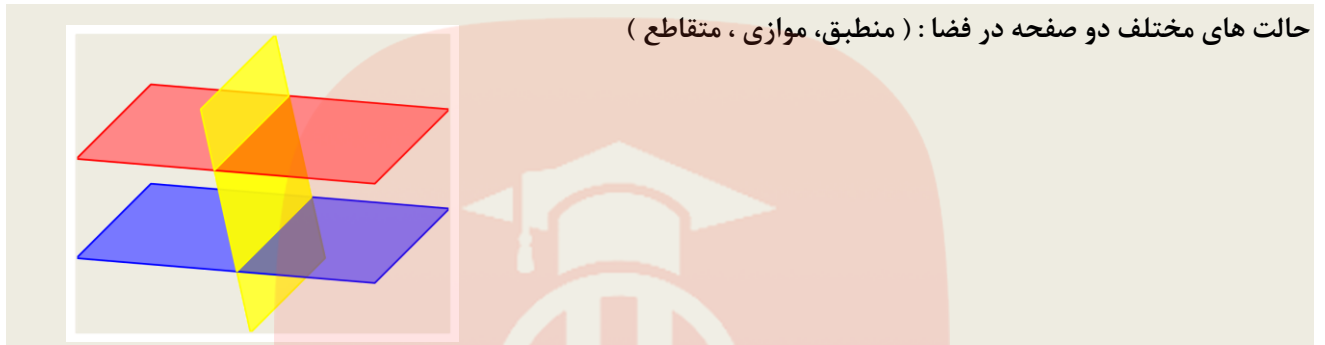 حالت های مختلف دو صفحه در فضا : ( منطبق، موازی ، متقاطع )